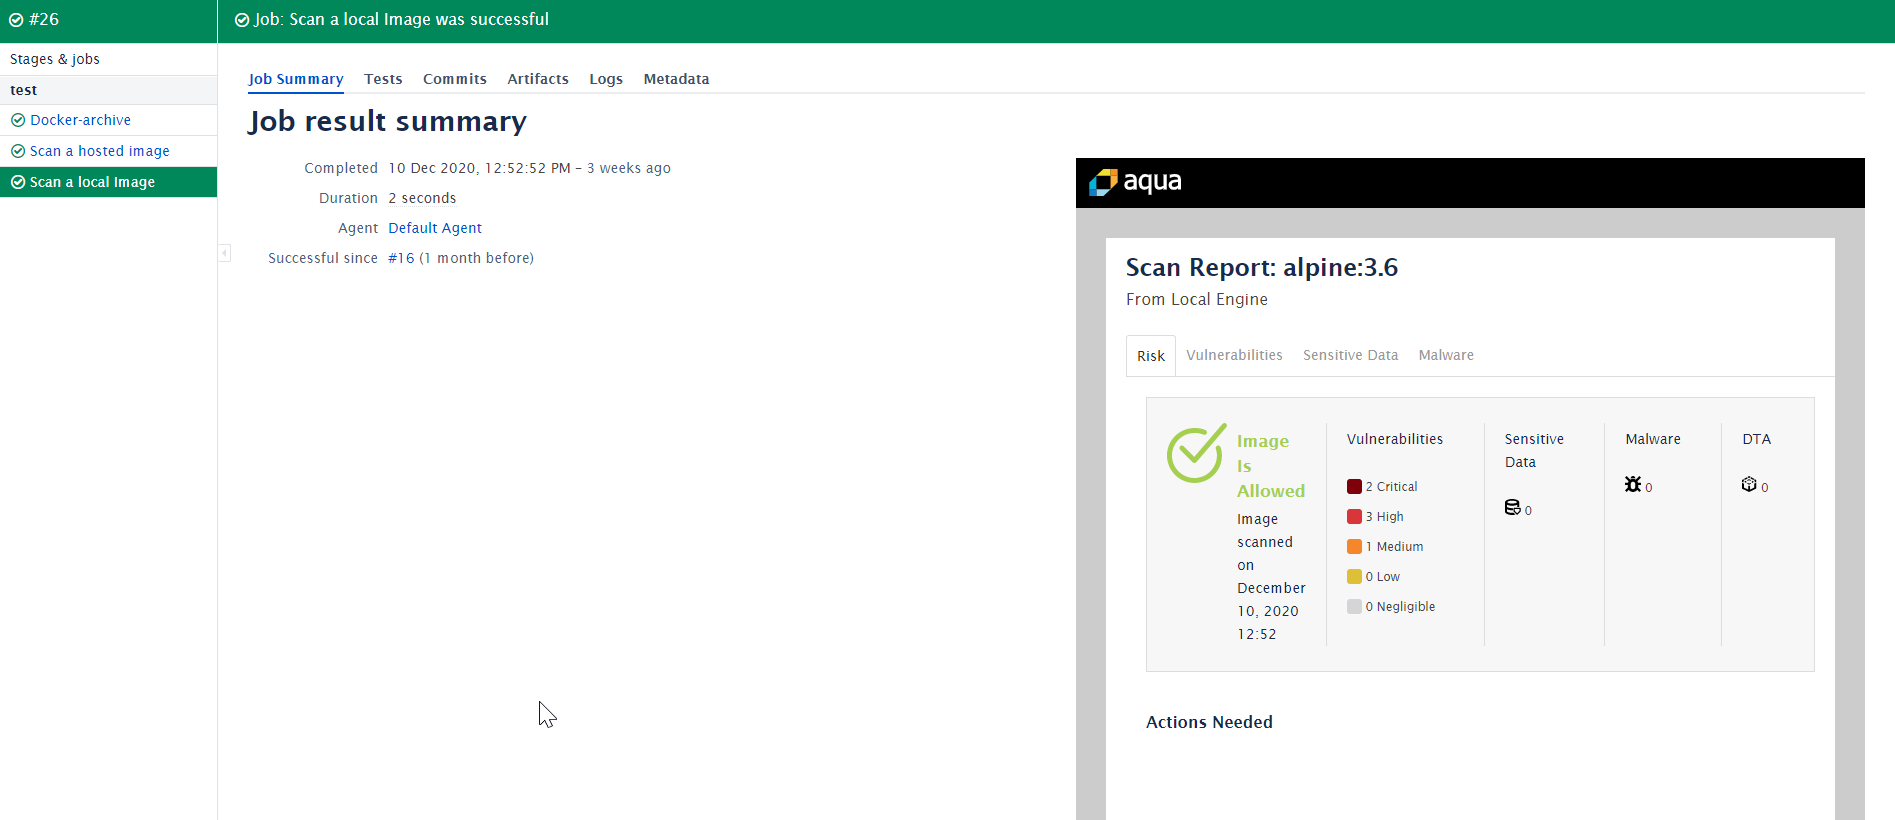 #26
Job: Scan a local Image was successful
Stages & jobs
test
Docker-archive
Scan a hosted image
Scan a local Image
Job Summary Tests Commits Artifacts Logs Metadata
Job result summary
Completed 10 Dec 2020, 12:52:52 PM – 3 weeks ago
Duration 2 seconds
Agent Default Agent
Successful since #16 (1 month before)
aqua
Scan Report: alpine:3.6
From Local Engine
Risk Vulnerabilities Sensitive Data Malware
Image
Is
Allowed
Image
scanned
on
December
10, 2020
12:52
Vulnerabilities
2 Critical
3 High
1 Medium
0 Low
0 Negligible
Sensitive
Data
0
Malware
0
DTA
0
Actions Needed